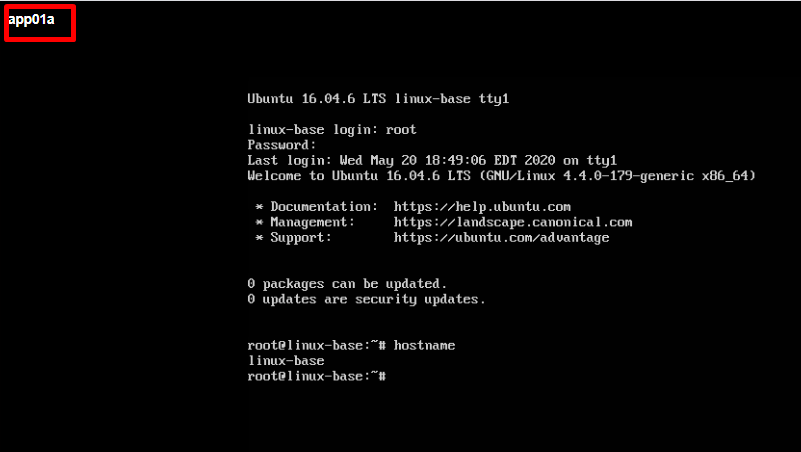 app01a
Ubuntu 16.04.6 LTS linux-base tty1
linux-base login: root
Password:
Last login: Wed May 20 18:49:06 EDT 2020 on tty1
Welcome to Ubuntu 16.04.6 LTS (GNU/Linux 4.4.0-179-generic x86_64)
* Documentation:  https://help.ubuntu.com
* Management:     https://landscape.canonical.com
* Support:        https://ubuntu.com/advantage
0 packages can be updated.
0 updates are security updates.
root@linux-base:~# hostname
linux-base
root@linux-base:~#